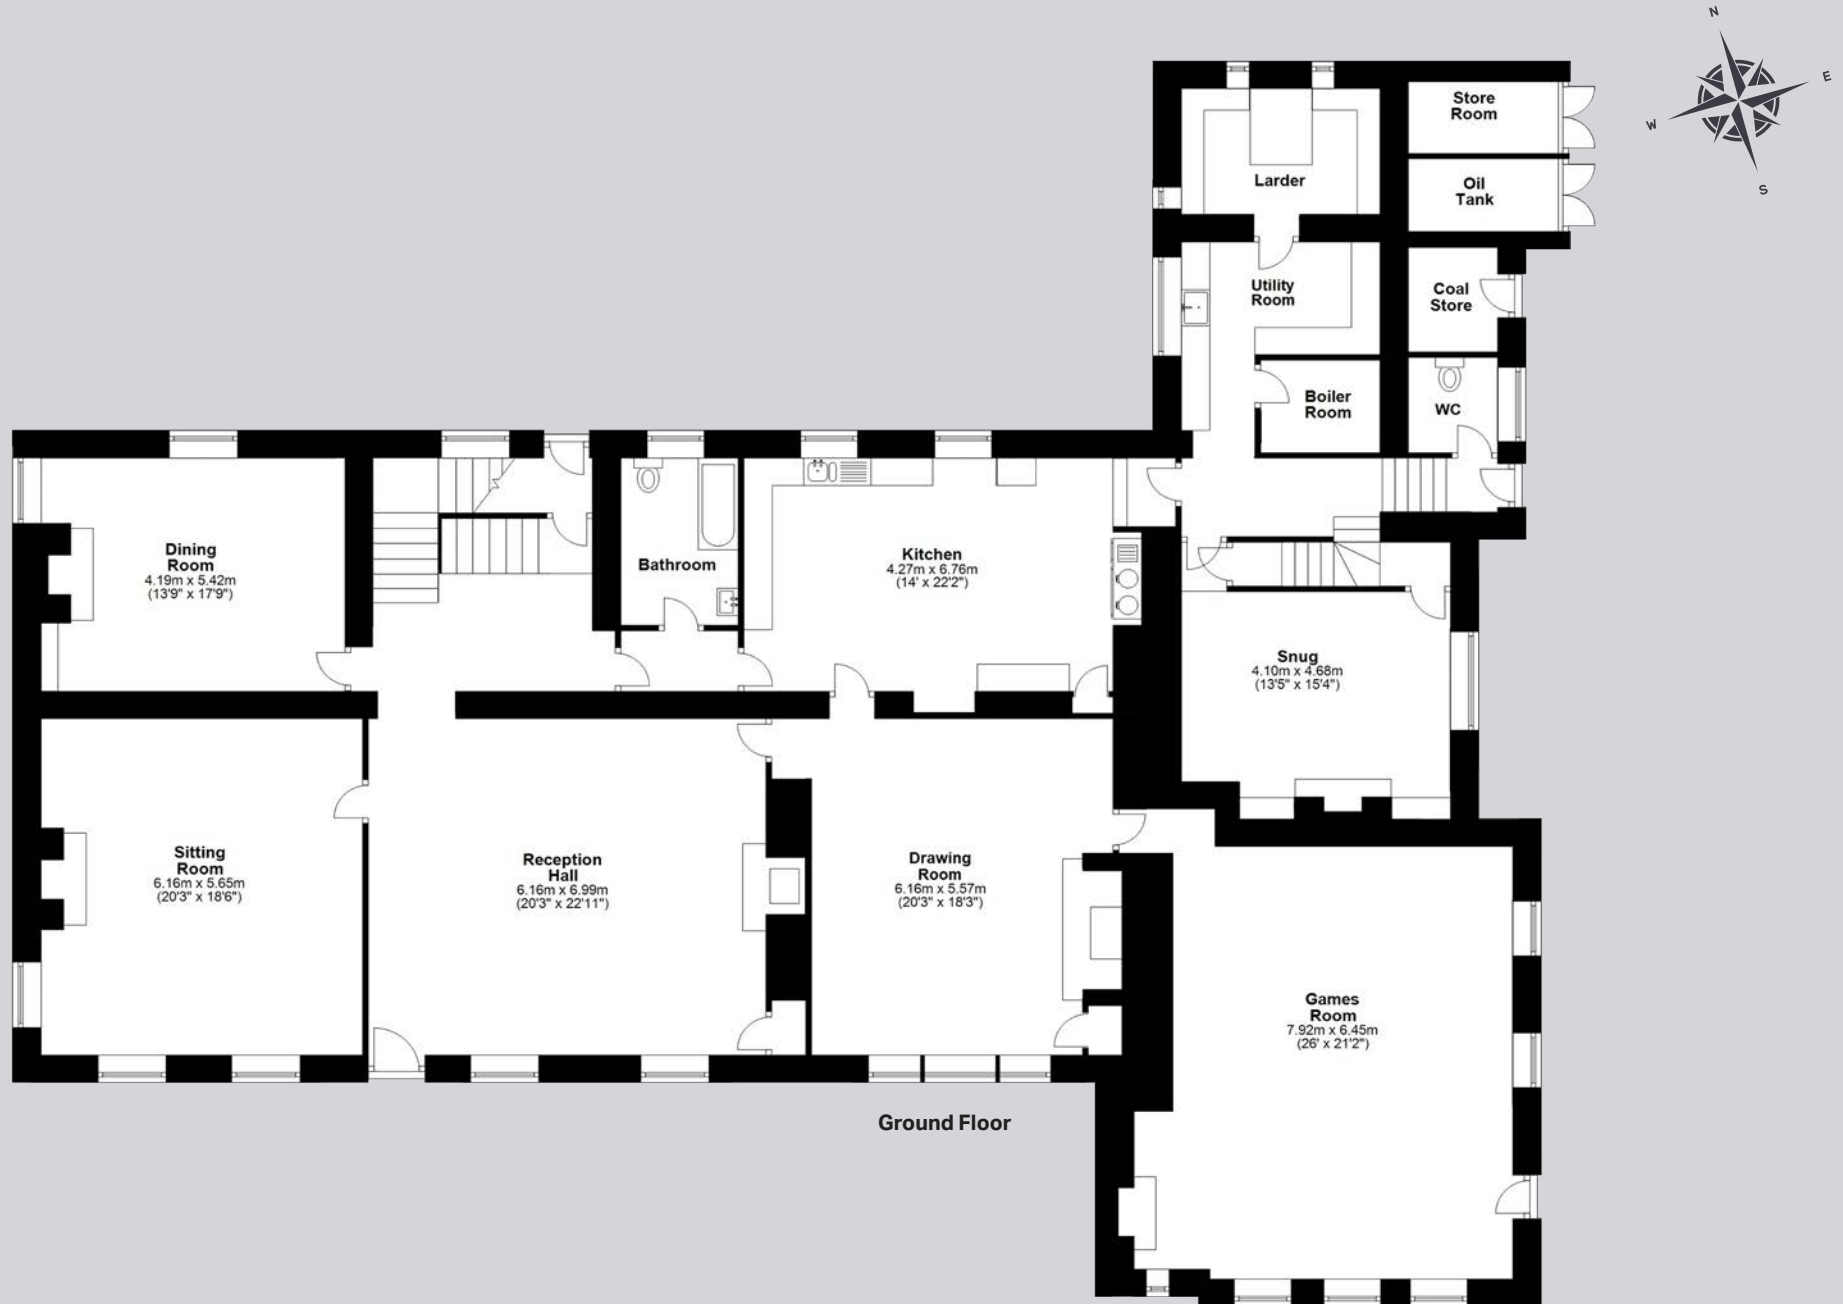 N
E
W
S
Store
Room
Oil
Tank
Larder
Utility
Room
Coal
Store
Boiler
Room
WC
Dining
Room
4.19m x 5.42m
(13'9" x 17'9")
Bathroom
Kitchen
4.27m x 6.76m
(14' x 22'2")
Snug
4.10m x 4.68m
(13'5" x 15'4")
Sitting
Room
6.16m x 5.65m
(20'3" x 18'6")
Reception
Hall
6.16m x 6.99m
(20'3" x 22'11")
Drawing
Room
6.16m x 5.57m
(20'3" x 18'3")
Games
Room
7.92m x 6.45m
(26' x 21'2")
Ground Floor